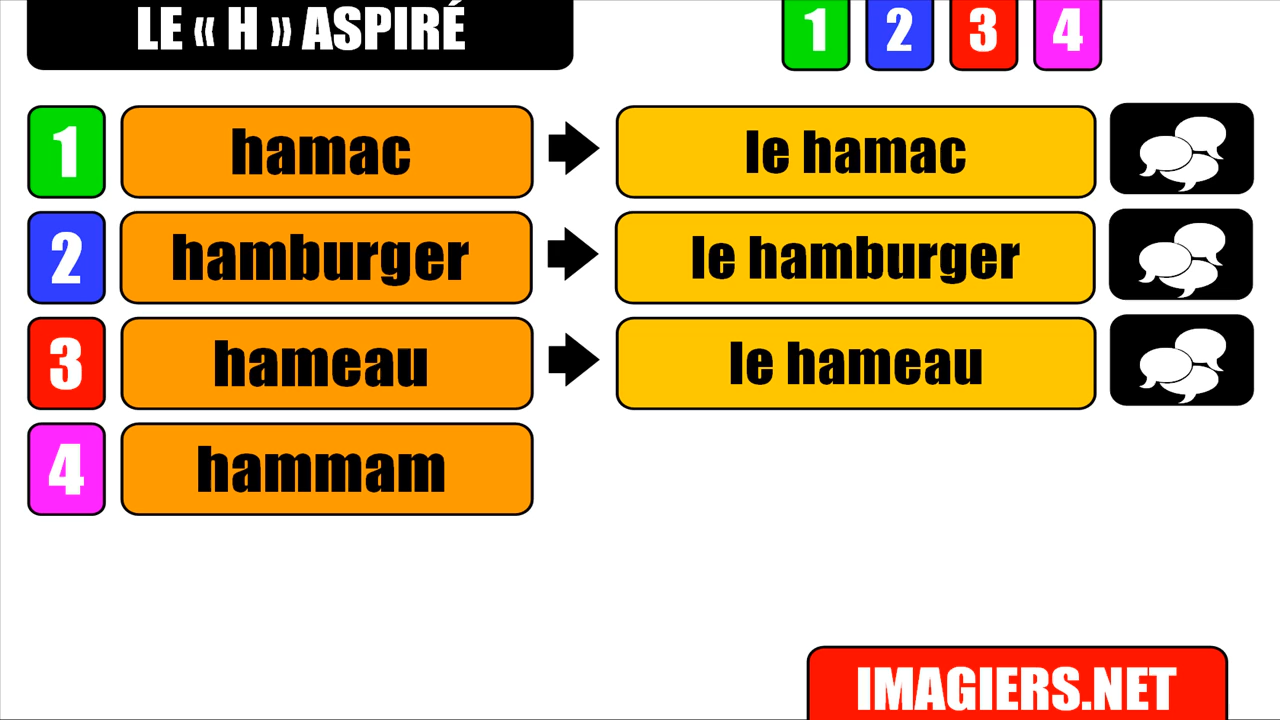 LE « H » ASPIRÉ
1 2 3 4
1 hamac le hamac
2 hamburger le hamburger
3 hameau le hameau
4 hammam
IMAGIERS.NET